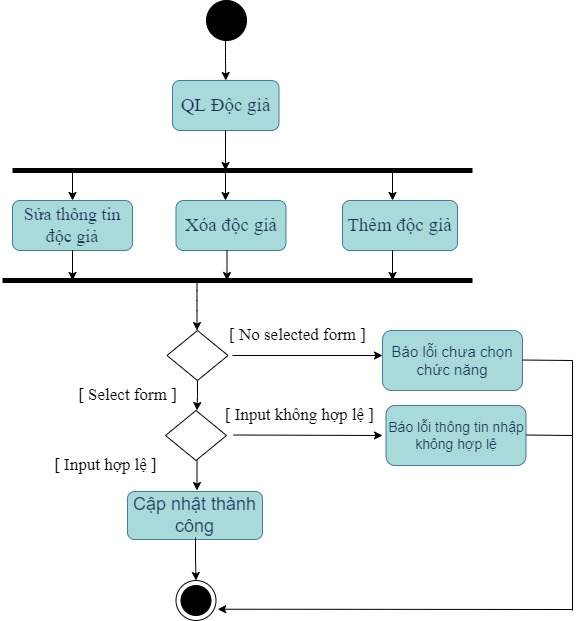 QL Độc giả
Sửa thông tin
độc giả
Xóa độc giả
Thêm độc giả
[ No selected form ]
Báo lỗi chưa chọn
chức năng
[ Select form ]
[ Input không hợp lệ ]
Báo lỗi thông tin nhập
không hợp lệ
[ Input hợp lệ ]
Cập nhật thành
công